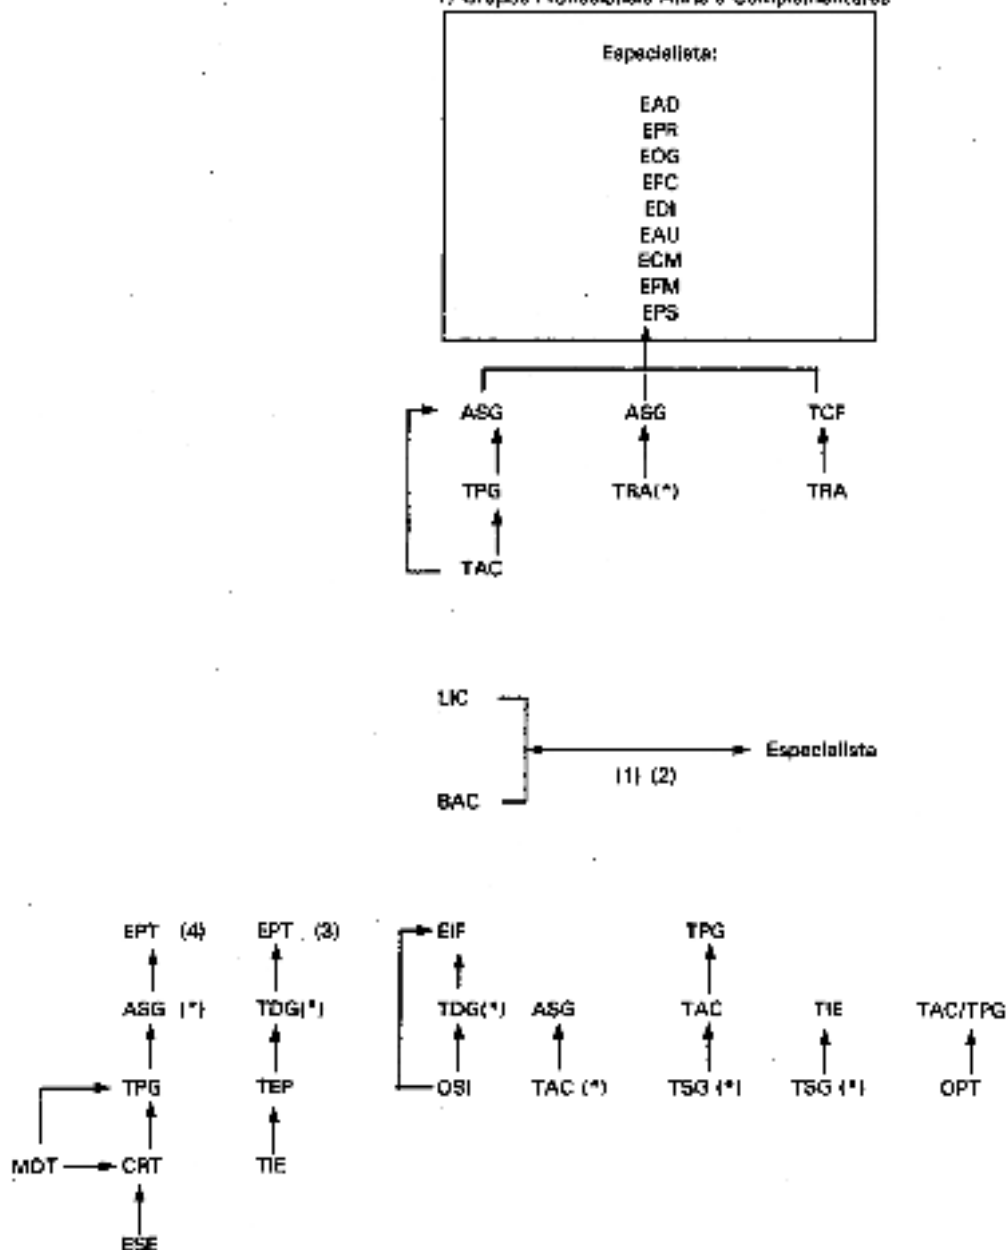 Especialista:
EAD
EPR
EOG
EFC
EDI
EAU
ECM
EFM
EPS
ASG ASG TCF
TPG TRA(*) TRA
TAC
LIC
Especialista
(1) (2)
BAC
EPT (4) EPT (3) EIF TPG
ASG (*) TDG(*) TDG(*) ASG TAC TIE TAC/TPG
TPG TEP OSI TAC (*) TSG (*) TSG (*) OPT
MDT CRT TIE
ESE